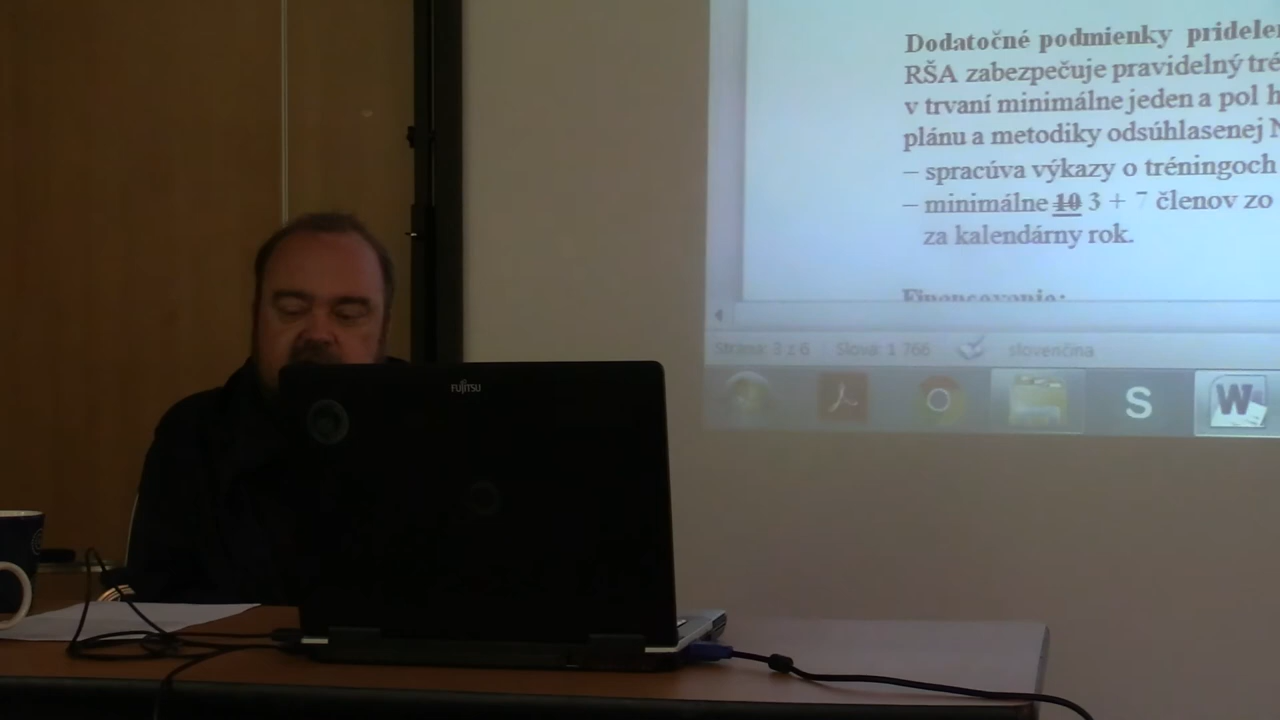 Dodatočné podmienky
RŠA zabezpečuje pravidelný
v trvaní minimálne jeden a pol
plánu a metodiky odsúhlasenej
– spracúva výkazy o tréningoch
– minimálne 10 3 + 7 členov zo
za kalendárny rok.
Financovanie:
Strana: 3 z 6 Slová: 1 766 slovenčina
S W
FUJITSU